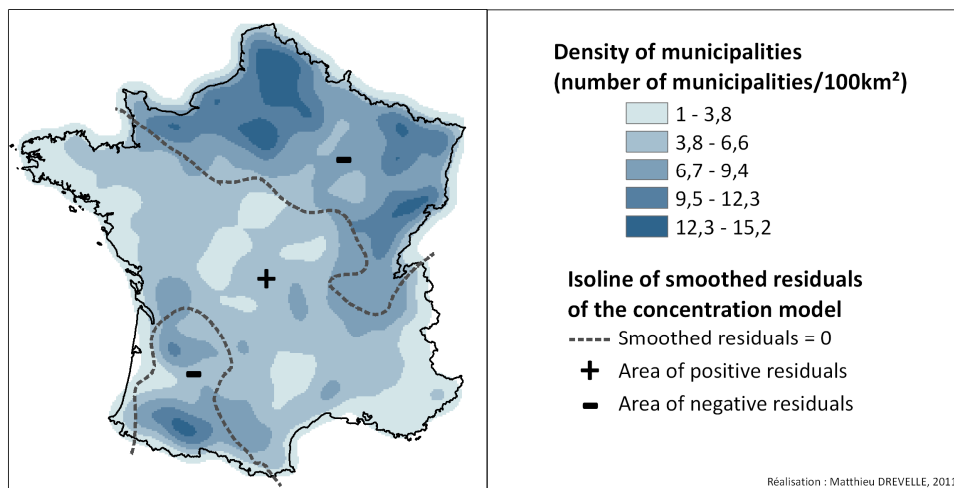 Density of municipalities
(number of municipalities/100km²)
1 - 3,8
3,8 - 6,6
6,7 - 9,4
9,5 - 12,3
12,3 - 15,2
Isoline of smoothed residuals
of the concentration model
Smoothed residuals = 0
+ Area of positive residuals
- Area of negative residuals
Réalisation : Matthieu DREVELLE, 2011